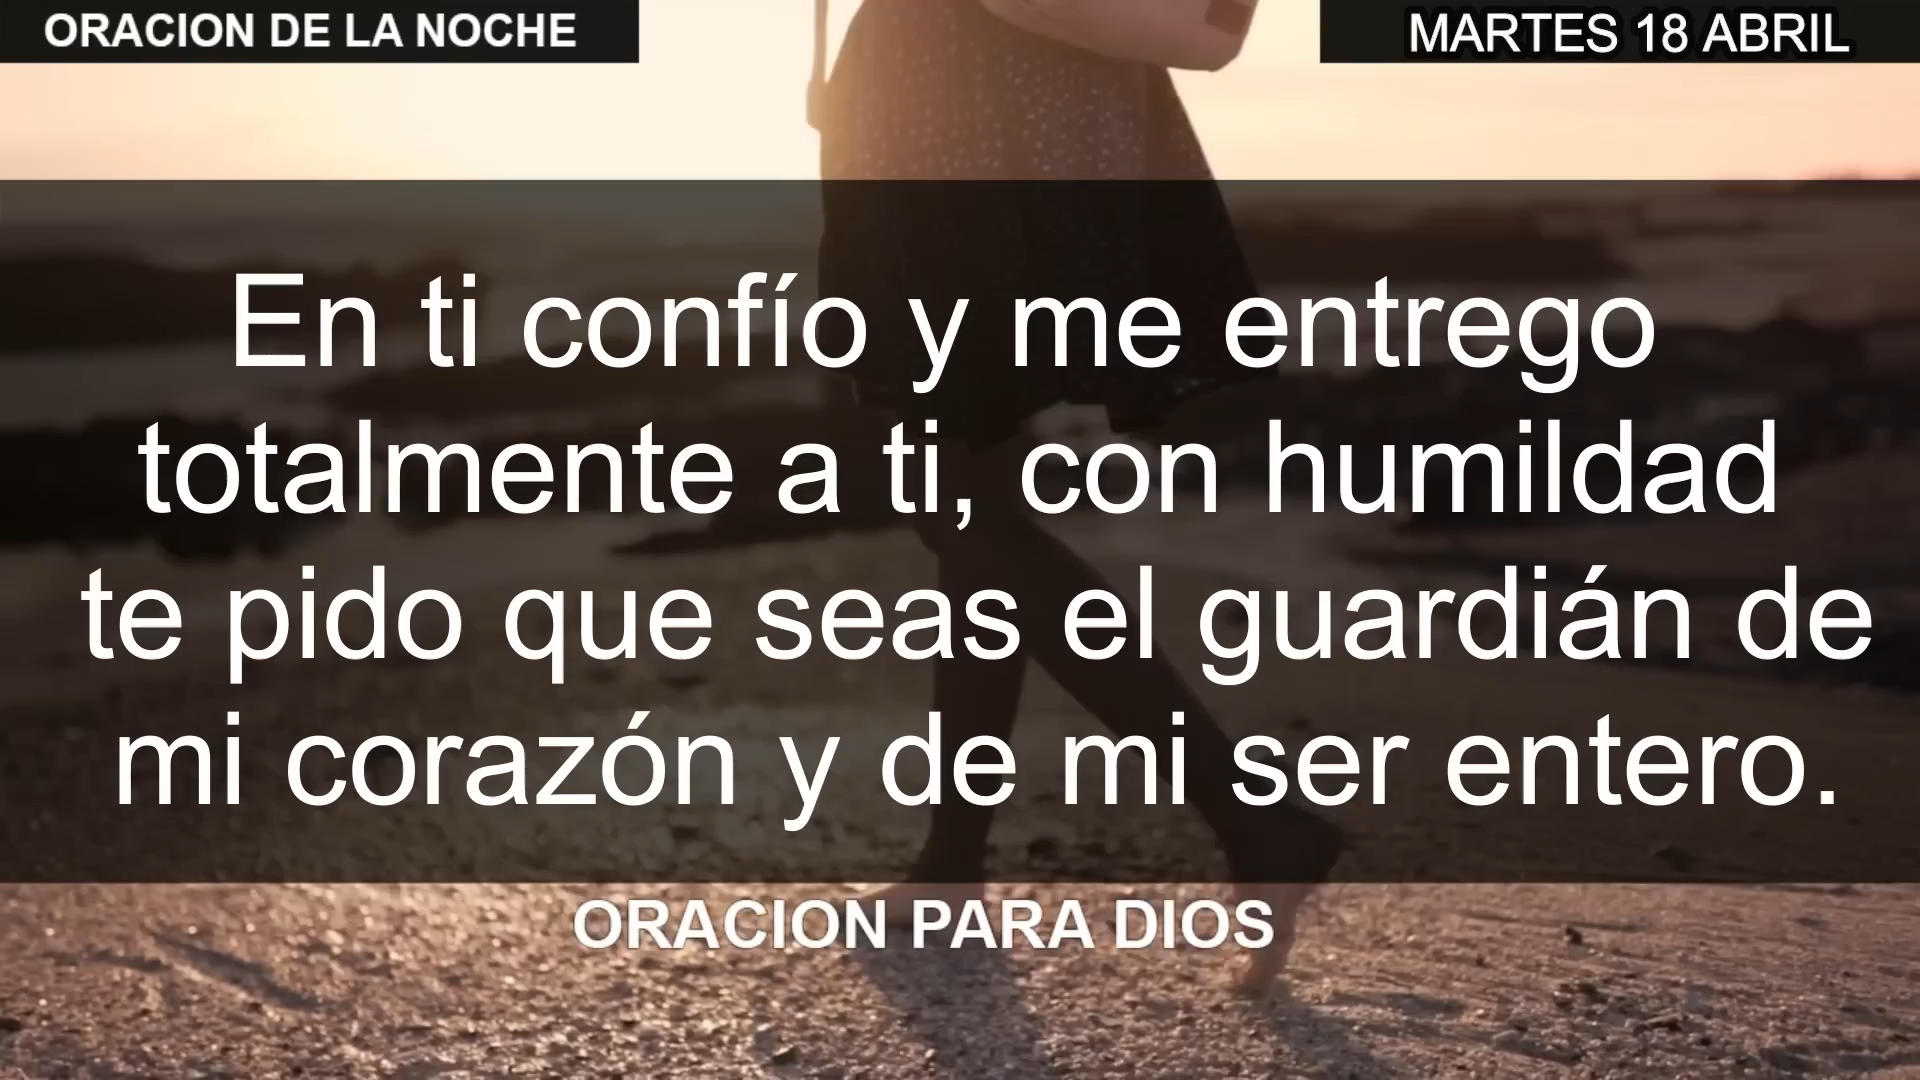 ORACION DE LA NOCHE
MARTES 18 ABRIL
En ti confío y me entrego
totalmente a ti, con humildad
te pido que seas el guardián de
mi corazón y de mi ser entero.
ORACION PARA DIOS